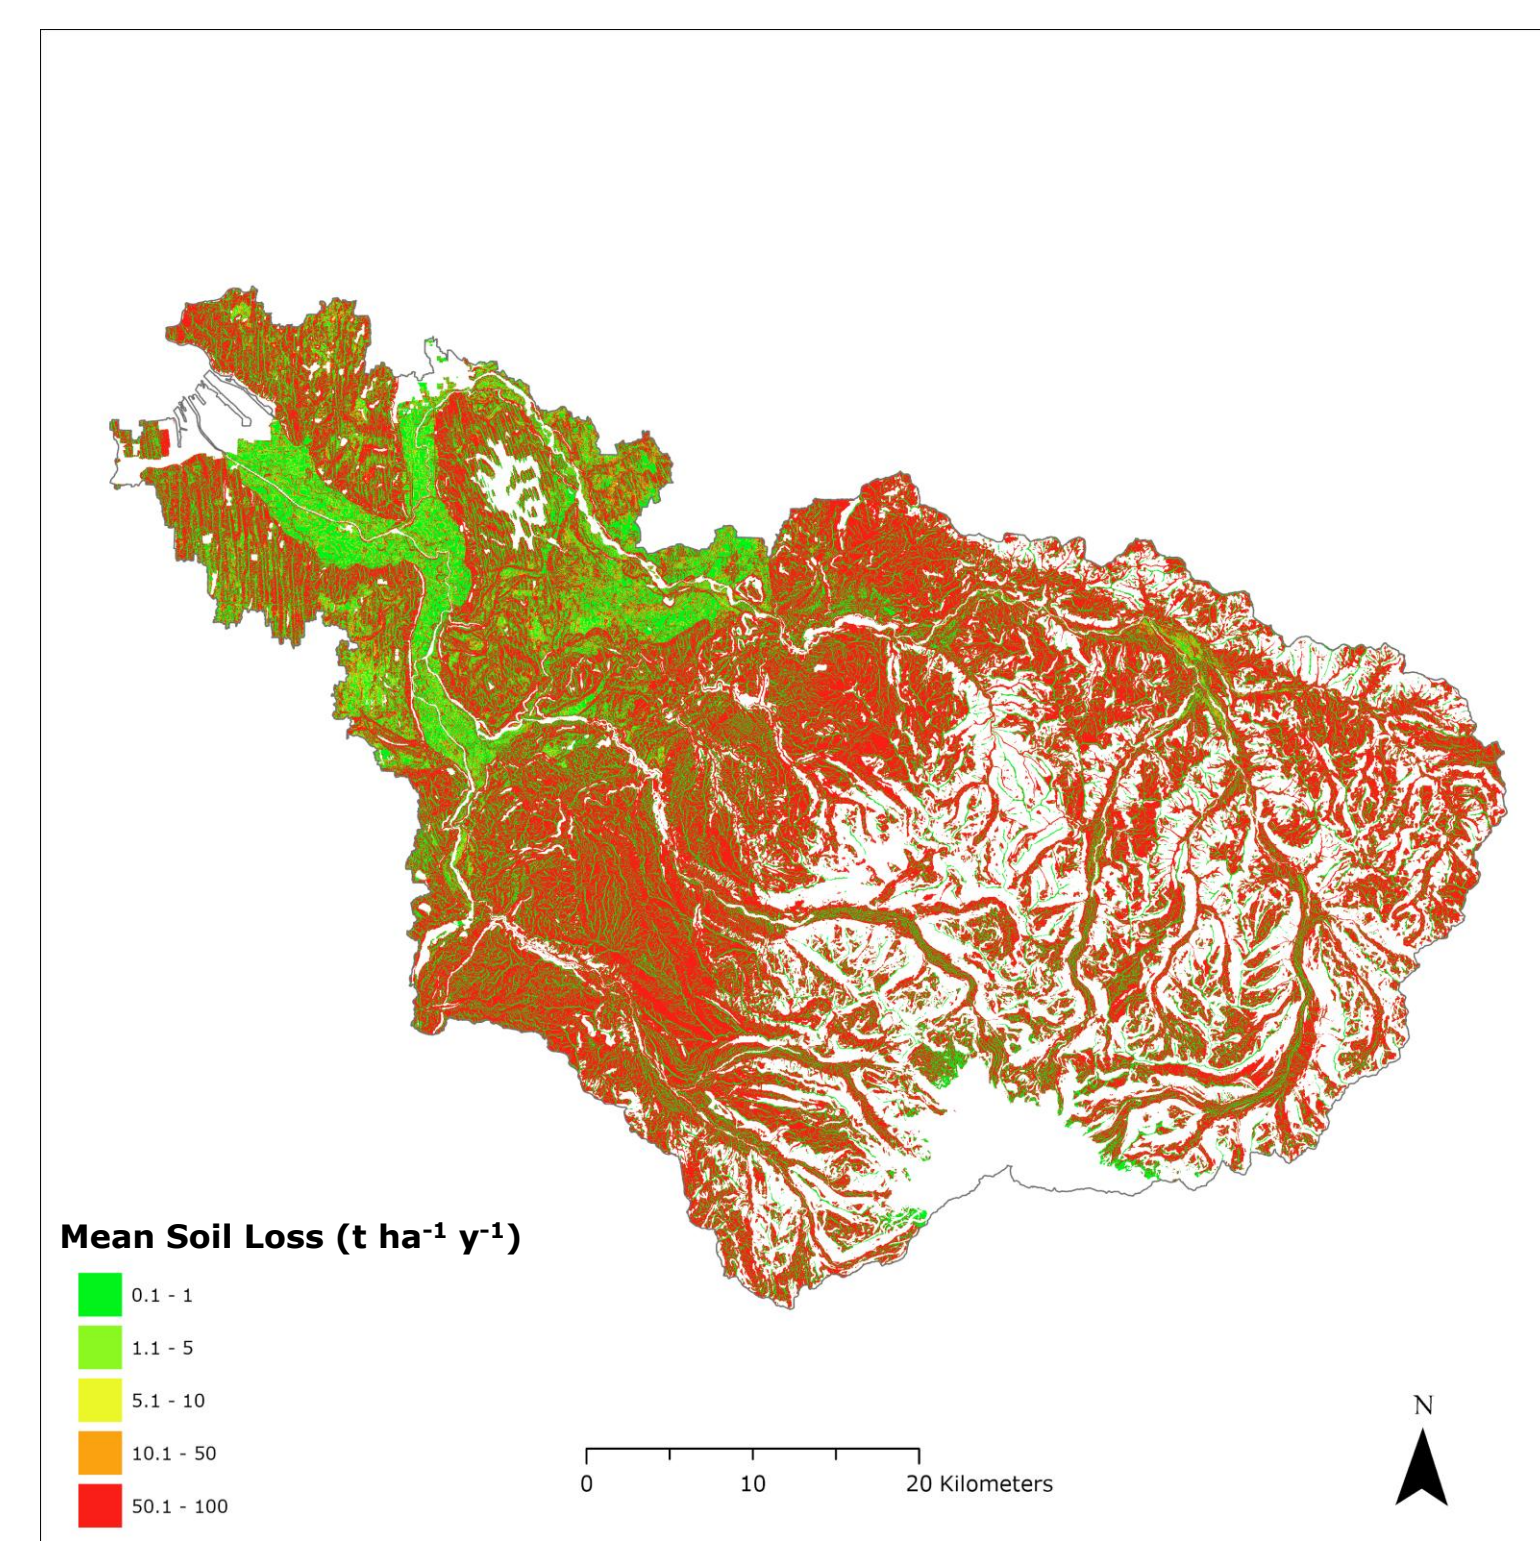 Mean Soil Loss (t ha⁻¹ y⁻¹)
0.1 - 1
1.1 - 5
5.1 - 10
10.1 - 50
50.1 - 100
0 10 20 Kilometers
N